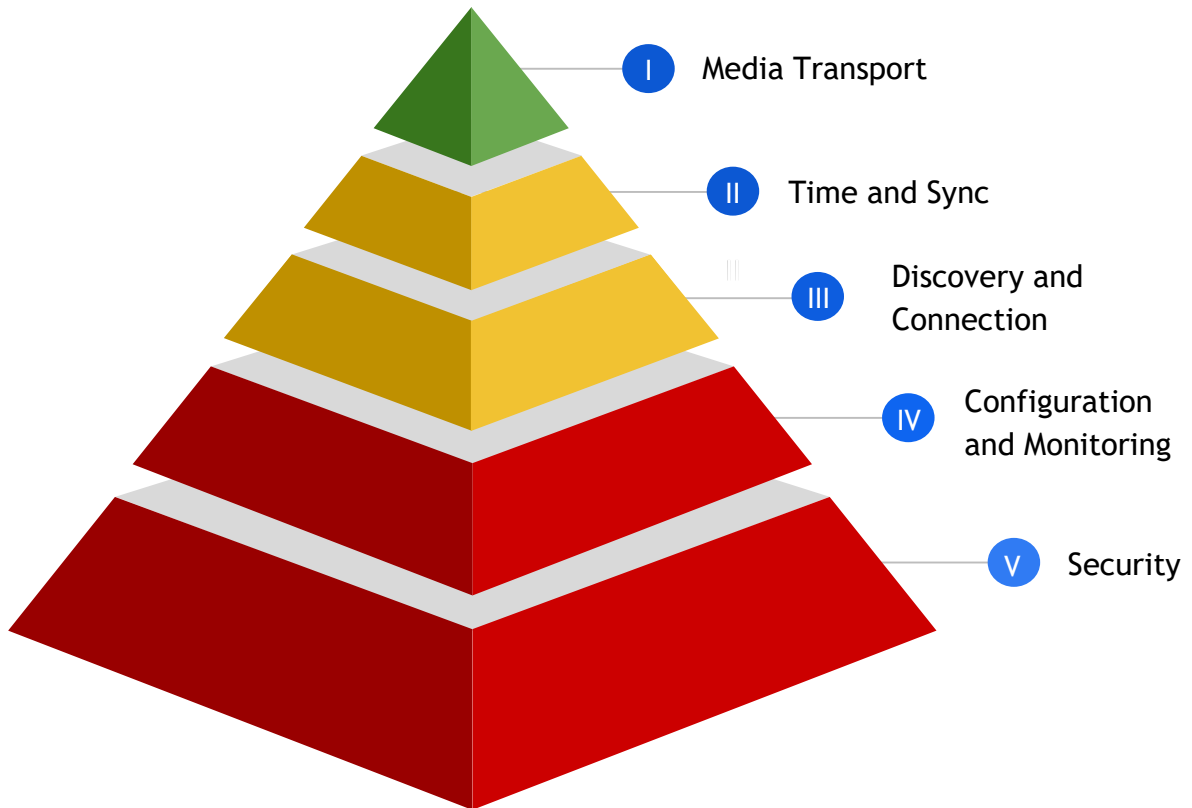 I
Media Transport
II
Time and Sync
III
Discovery and
Connection
IV
Configuration
and Monitoring
V
Security